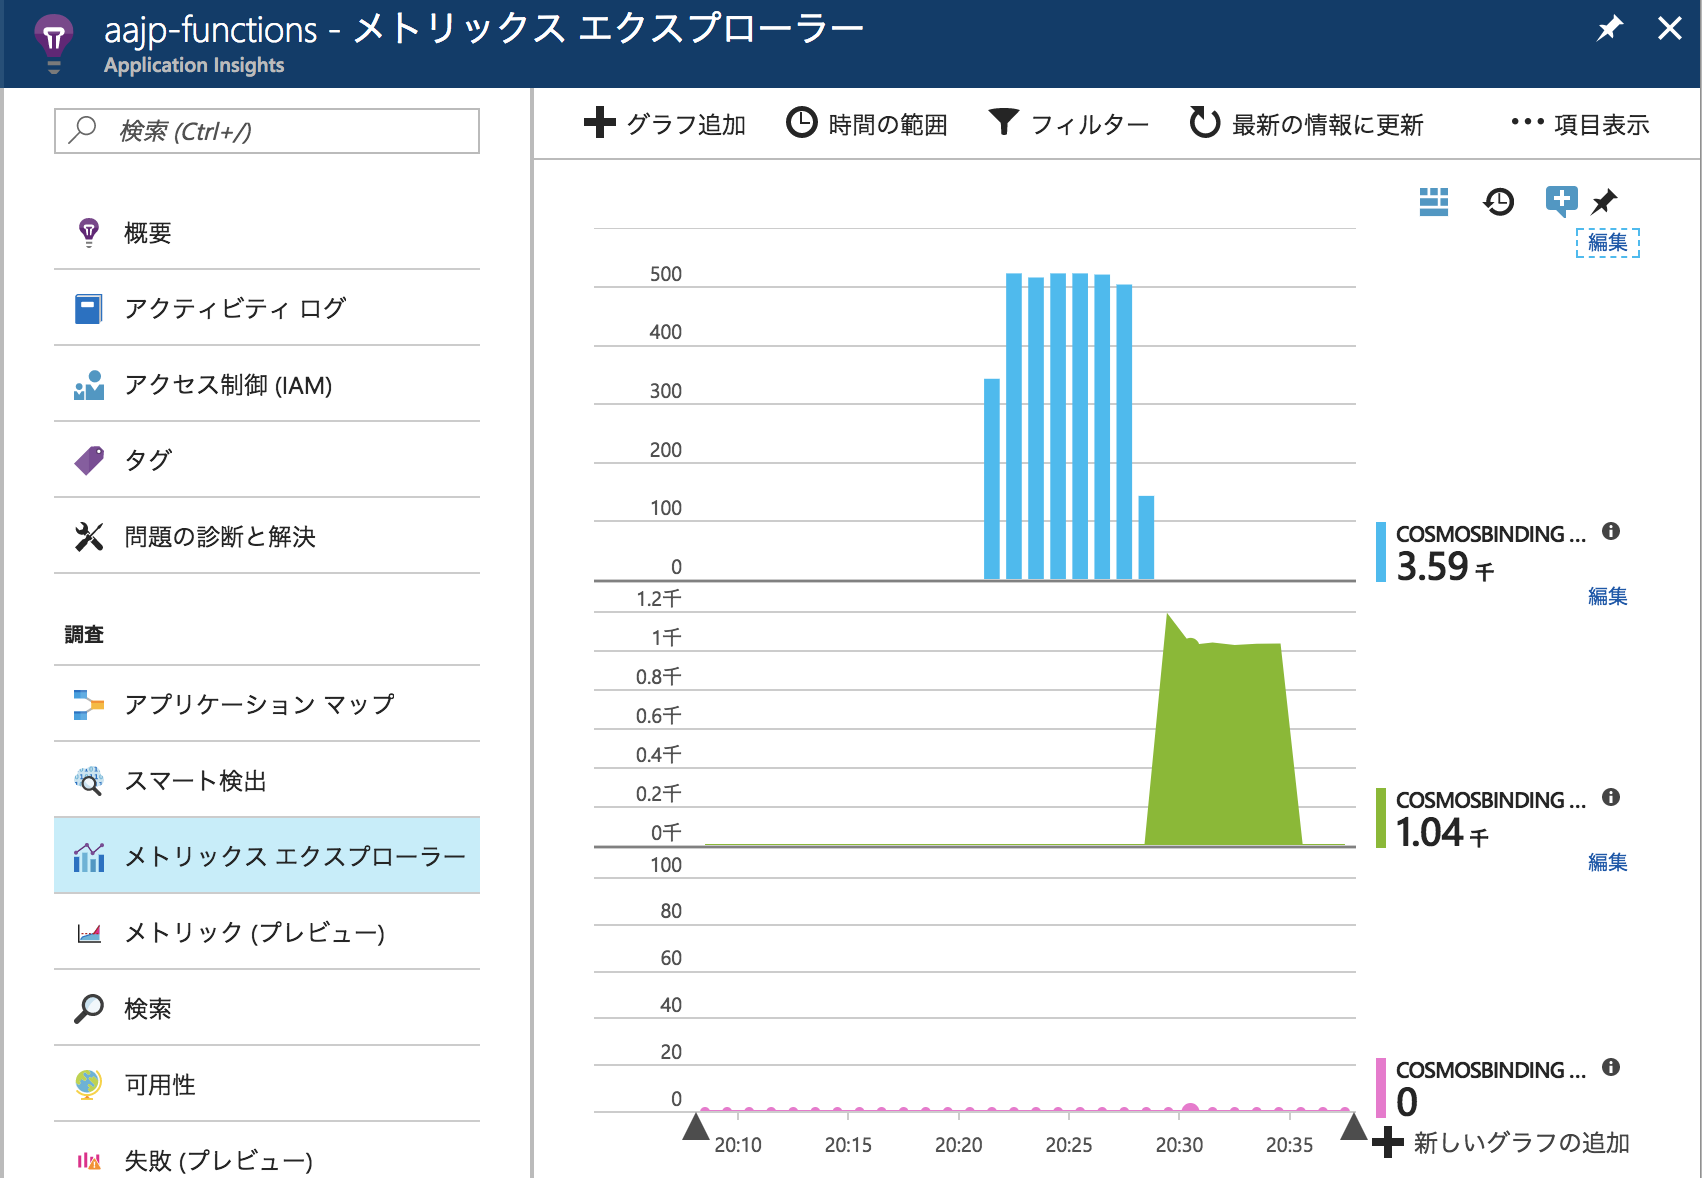 aajp-functions - メトリックス エクスプローラー
Application Insights
検索 (Ctrl+/)
概要
アクティビティ ログ
アクセス制御 (IAM)
タグ
問題の診断と解決
調査
アプリケーション マップ
スマート検出
メトリックス エクスプローラー
メトリック (プレビュー)
検索
可用性
失敗 (プレビュー)
グラフ追加
時間の範囲
フィルター
最新の情報に更新
項目表示
編集
500
400
300
200
100
0
COSMOSBINDING ...
3.59 千
編集
1.2千
1千
0.8千
0.6千
0.4千
0.2千
0千
COSMOSBINDING ...
1.04 千
編集
100
80
60
40
20
0
COSMOSBINDING ...
0
20:10 20:15 20:20 20:25 20:30 20:35
新しいグラフの追加